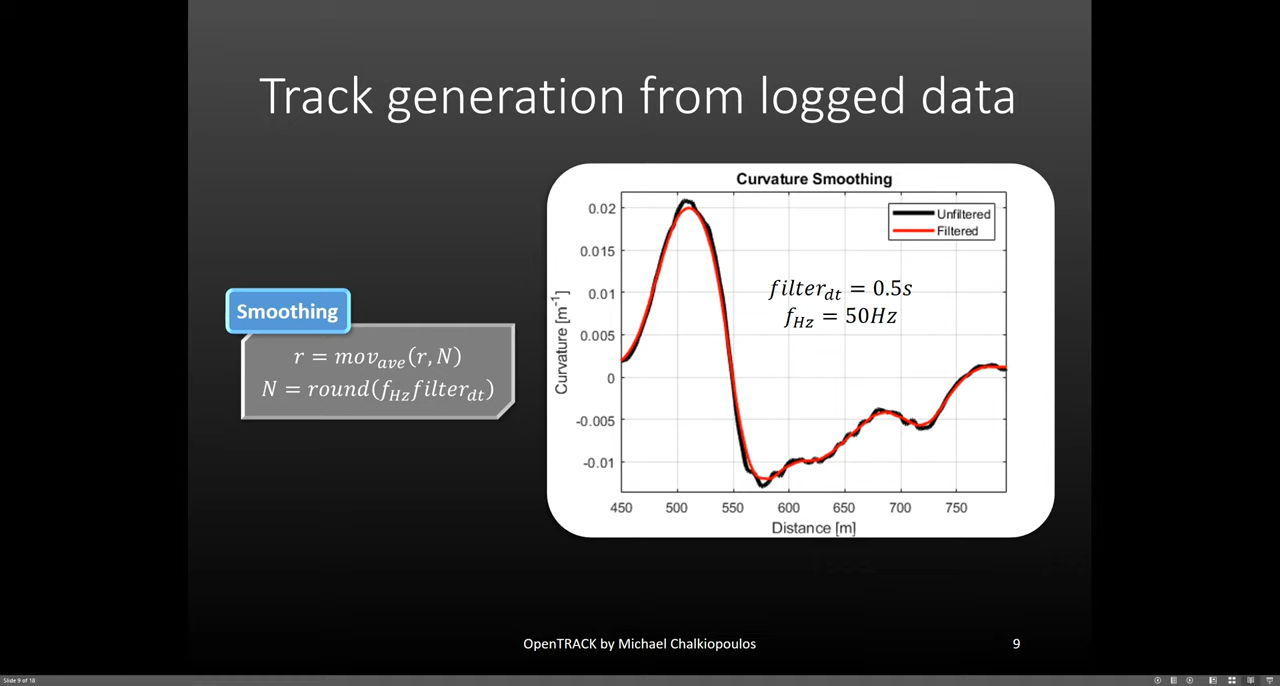 Track generation from logged data
Smoothing
r = mov_ave(r, N)
N = round(f_Hz filter_dt)
Curvature Smoothing
Unfiltered
Filtered
filter_dt = 0.5s
f_Hz = 50Hz
Curvature [m⁻¹]
0.02
0.015
0.01
0.005
0
-0.005
-0.01
450 500 550 600 650 700 750
Distance [m]
OpenTRACK by Michael Chalkiopoulos
9
Slide 9 of 18